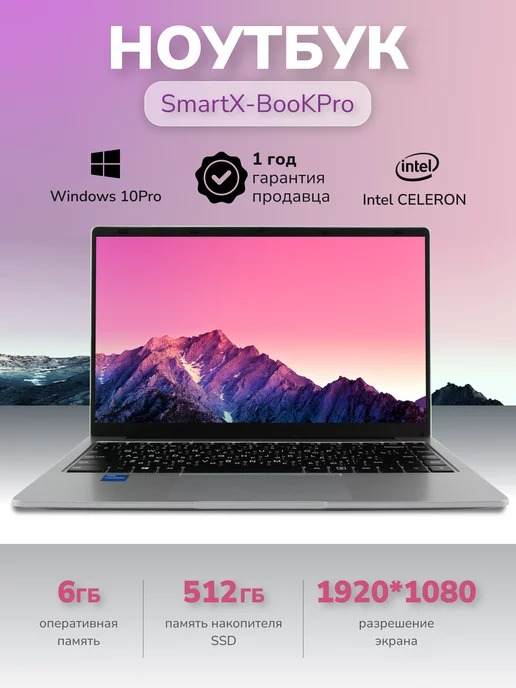 НОУТБУК
SmartX-BooKPro
Windows 10Pro
1 год
гарантия
продавца
intel
Intel CELERON
6ГБ
оперативная
память
512ГБ
память накопителя
SSD
1920*1080
разрешение
экрана